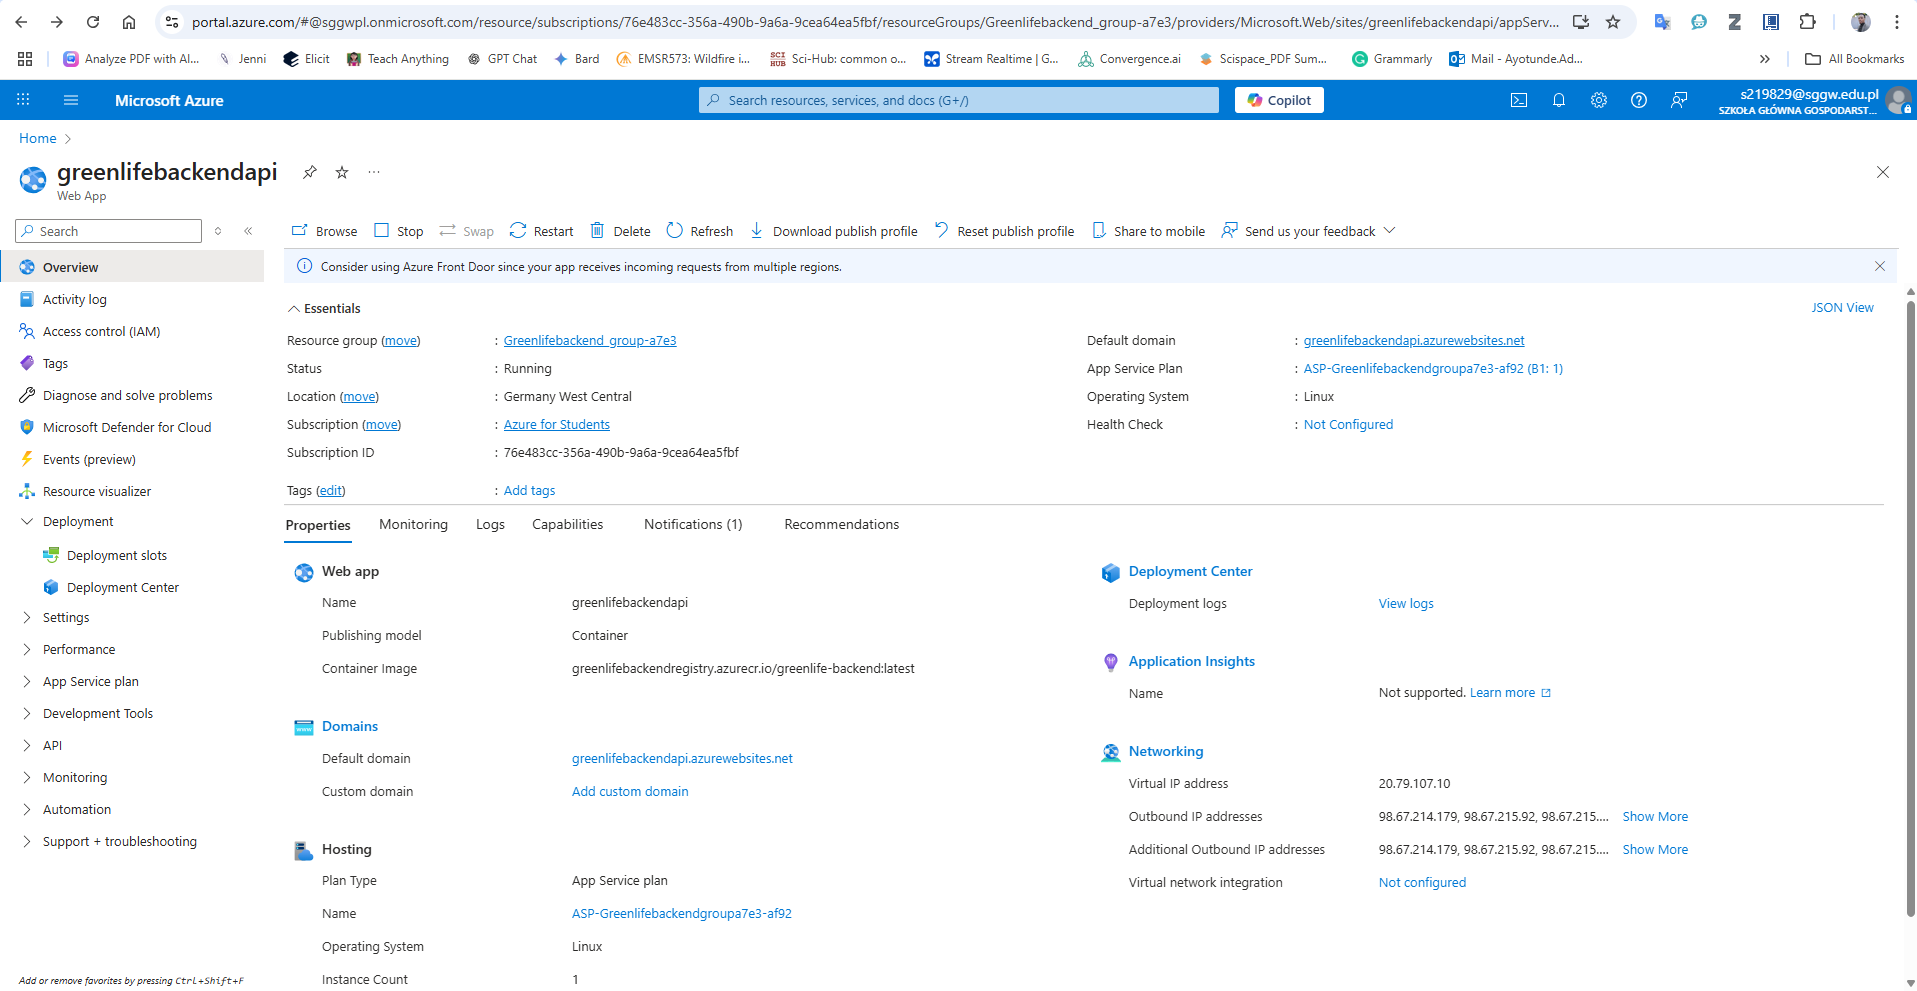 portal.azure.com/#@sggwpl.onmicrosoft.com/resource/subscriptions/76e483cc-356a-490b-9a6a-9cea64ea5fbf/resourceGroups/Greenlifebackend_group-a7e3/providers/Microsoft.Web/sites/greenlifebackendapi/appServ...
Analyze PDF with AI... Jenni Elicit Teach Anything GPT Chat Bard EMSR573: Wildfire i... Sci-Hub: common o... Stream Realtime | G... Convergence.ai Scispace_PDF Sum... Grammarly Mail - Ayotunde.Ad... » All Bookmarks
Microsoft Azure
Search resources, services, and docs (G+/)
Copilot
s219829@sggw.edu.pl
SZKOŁA GŁÓWNA GOSPODARST...
Home
greenlifebackendapi
Web App
Search
Browse Stop Swap Restart Delete Refresh Download publish profile Reset publish profile Share to mobile Send us your feedback
Consider using Azure Front Door since your app receives incoming requests from multiple regions.
Overview
Activity log
Access control (IAM)
Tags
Diagnose and solve problems
Microsoft Defender for Cloud
Events (preview)
Resource visualizer
Deployment
Deployment slots
Deployment Center
Settings
Performance
App Service plan
Development Tools
API
Monitoring
Automation
Support + troubleshooting
Add or remove favorites by pressing Ctrl+Shift+F
Essentials
JSON View
Resource group (move) : Greenlifebackend_group-a7e3
Status : Running
Location (move) : Germany West Central
Subscription (move) : Azure for Students
Subscription ID : 76e483cc-356a-490b-9a6a-9cea64ea5fbf
Tags (edit) : Add tags
Default domain : greenlifebackendapi.azurewebsites.net
App Service Plan : ASP-Greenlifebackendgroupa7e3-af92 (B1: 1)
Operating System : Linux
Health Check : Not Configured
Properties Monitoring Logs Capabilities Notifications (1) Recommendations
Web app
Name greenlifebackendapi
Publishing model Container
Container Image greenlifebackendregistry.azurecr.io/greenlife-backend:latest
Domains
Default domain greenlifebackendapi.azurewebsites.net
Custom domain Add custom domain
Hosting
Plan Type App Service plan
Name ASP-Greenlifebackendgroupa7e3-af92
Operating System Linux
Instance Count 1
Deployment Center
Deployment logs View logs
Application Insights
Name Not supported. Learn more
Networking
Virtual IP address 20.79.107.10
Outbound IP addresses 98.67.214.179, 98.67.215.92, 98.67.215.... Show More
Additional Outbound IP addresses 98.67.214.179, 98.67.215.92, 98.67.215.... Show More
Virtual network integration Not configured